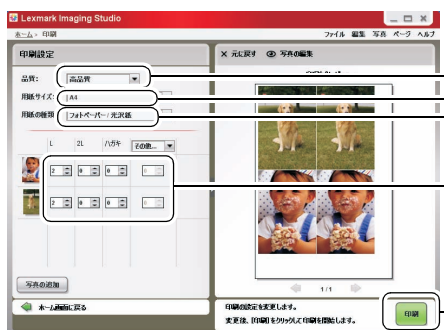 Lexmark Imaging Studio
ホーム > 印刷
ファイル 編集 写真 ページ ヘルプ
印刷設定
× 元に戻す 写真の編集
品質: 高品質
用紙サイズ: A4
用紙の種類 フォトペーパー / 光沢紙
L 2L ハガキ その他...
2 0 0 0
2 0 0 0
写真の追加
1/1
ホーム画面に戻る
印刷の設定を変更します。
変更後、[印刷]をクリックして印刷を開始します。
印刷